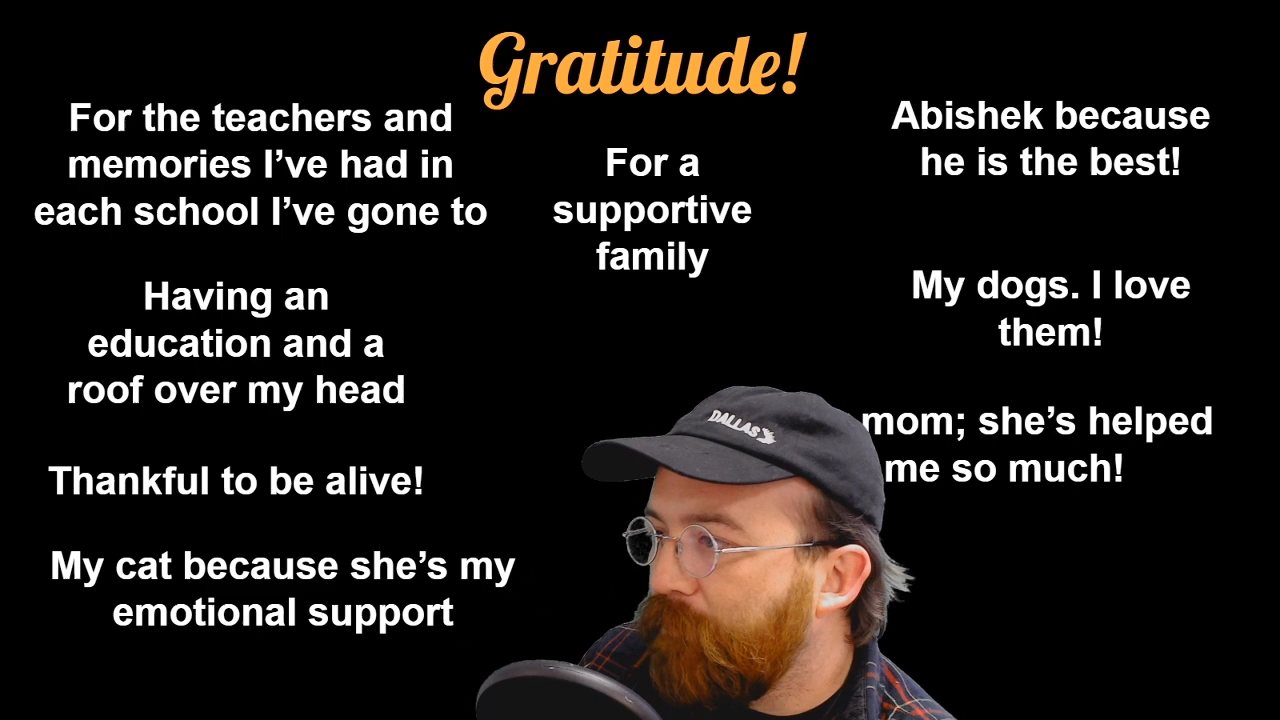 Gratitude!
For the teachers and
memories I’ve had in
each school I’ve gone to
For a
supportive
family
Abishek because
he is the best!
Having an
education and a
roof over my head
My dogs. I love
them!
mom; she’s helped
me so much!
Thankful to be alive!
My cat because she’s my
emotional support
DALLAS